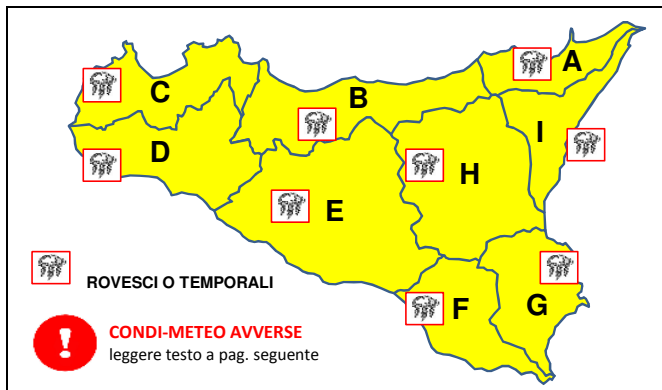 A
B
C
I
D
H
E
ROVESCI O TEMPORALI
F
G
CONDI-METEO AVVERSE
leggere testo a pag. seguente